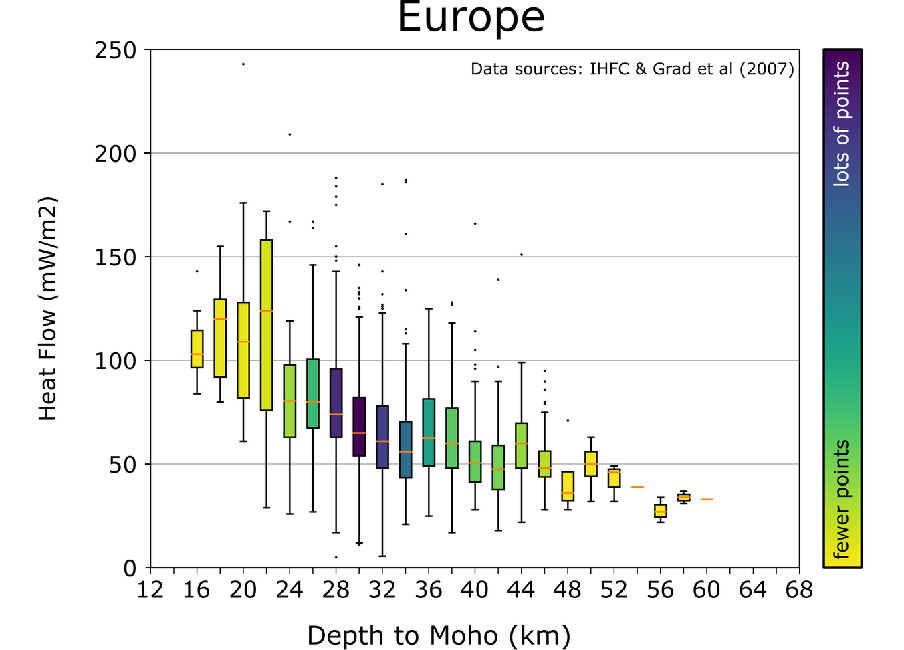 Europe
250
200
150
100
50
0
Heat Flow (mW/m2)
Data sources: IHFC & Grad et al (2007)
lots of points
fewer points
12 16 20 24 28 32 36 40 44 48 52 56 60 64 68
Depth to Moho (km)